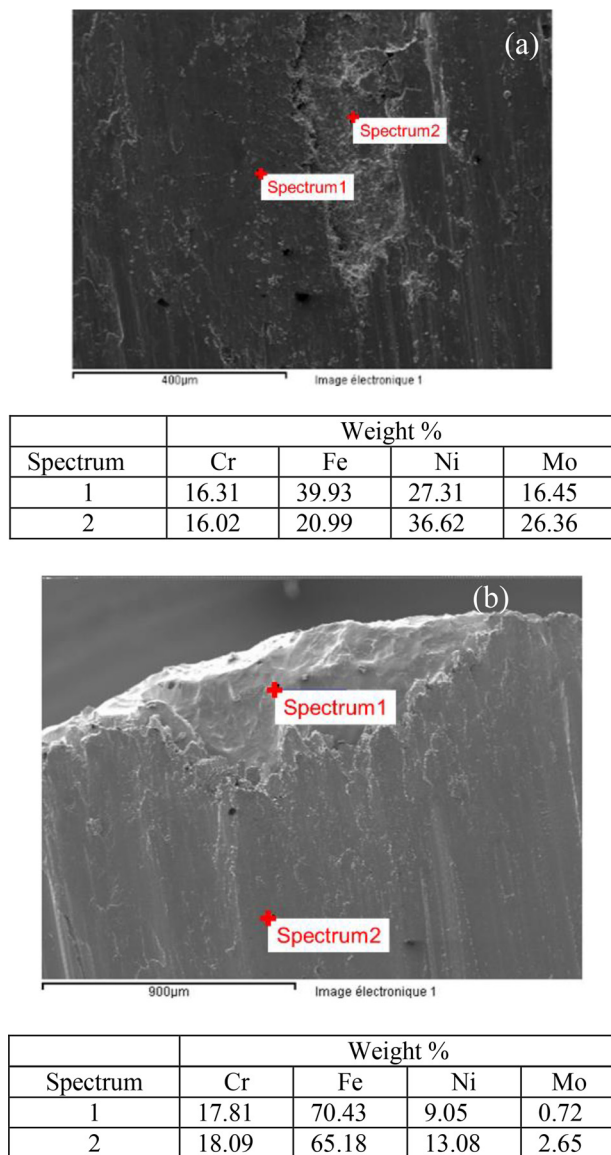 (a)
Spectrum2
Spectrum1
400µm Image électronique 1
Weight %
Spectrum Cr Fe Ni Mo
1 16.31 39.93 27.31 16.45
2 16.02 20.99 36.62 26.36
(b)
Spectrum1
Spectrum2
900µm Image électronique 1
Weight %
Spectrum Cr Fe Ni Mo
1 17.81 70.43 9.05 0.72
2 18.09 65.18 13.08 2.65